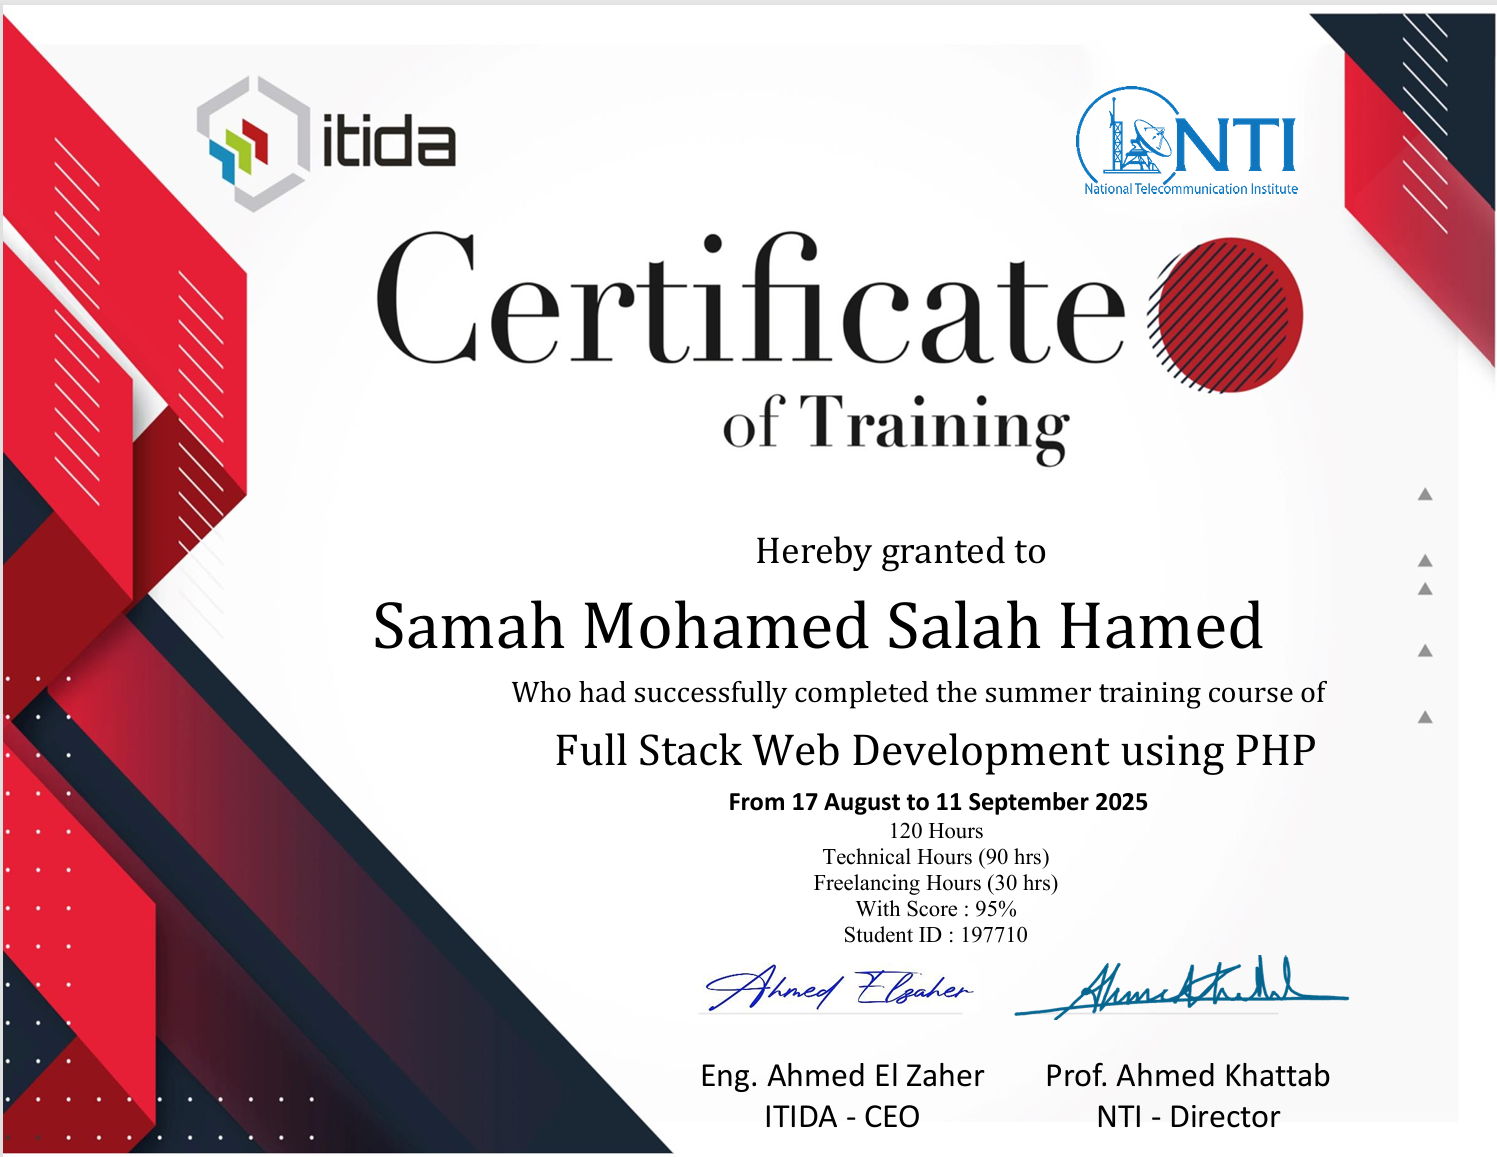 itida
NTI
National Telecommunication Institute
Certificate
of Training
Hereby granted to
Samah Mohamed Salah Hamed
Who had successfully completed the summer training course of
Full Stack Web Development using PHP
From 17 August to 11 September 2025
120 Hours
Technical Hours (90 hrs)
Freelancing Hours (30 hrs)
With Score : 95%
Student ID : 197710
Ahmed Elzaher
Eng. Ahmed El Zaher
ITIDA - CEO
Prof. Ahmed Khattab
NTI - Director